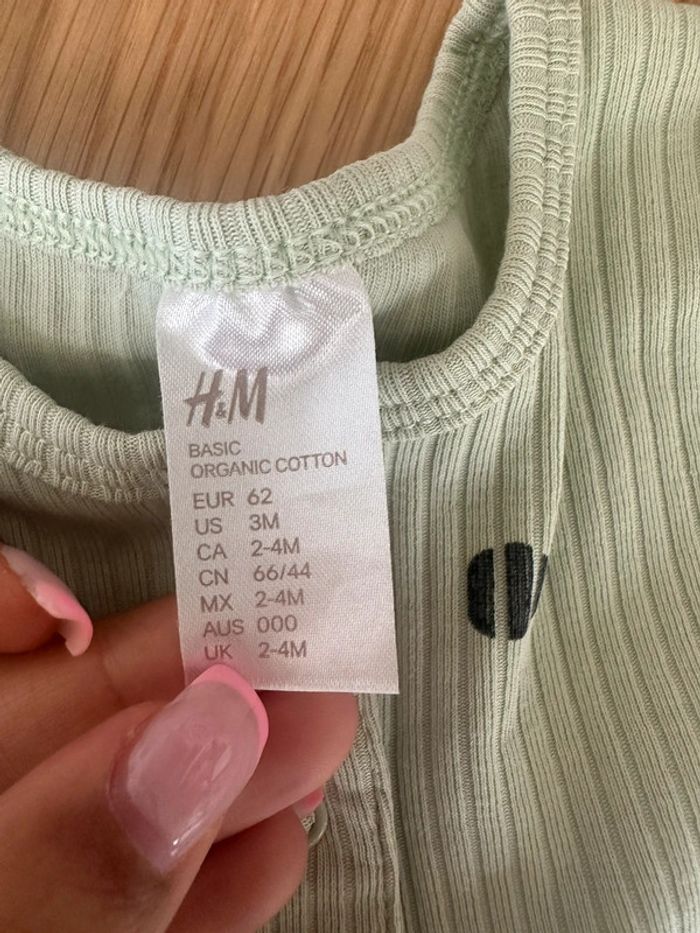 H&M
BASIC
ORGANIC COTTON
EUR 62
US 3M
CA 2-4M
CN 66/44
MX 2-4M
AUS 000
UK 2-4M